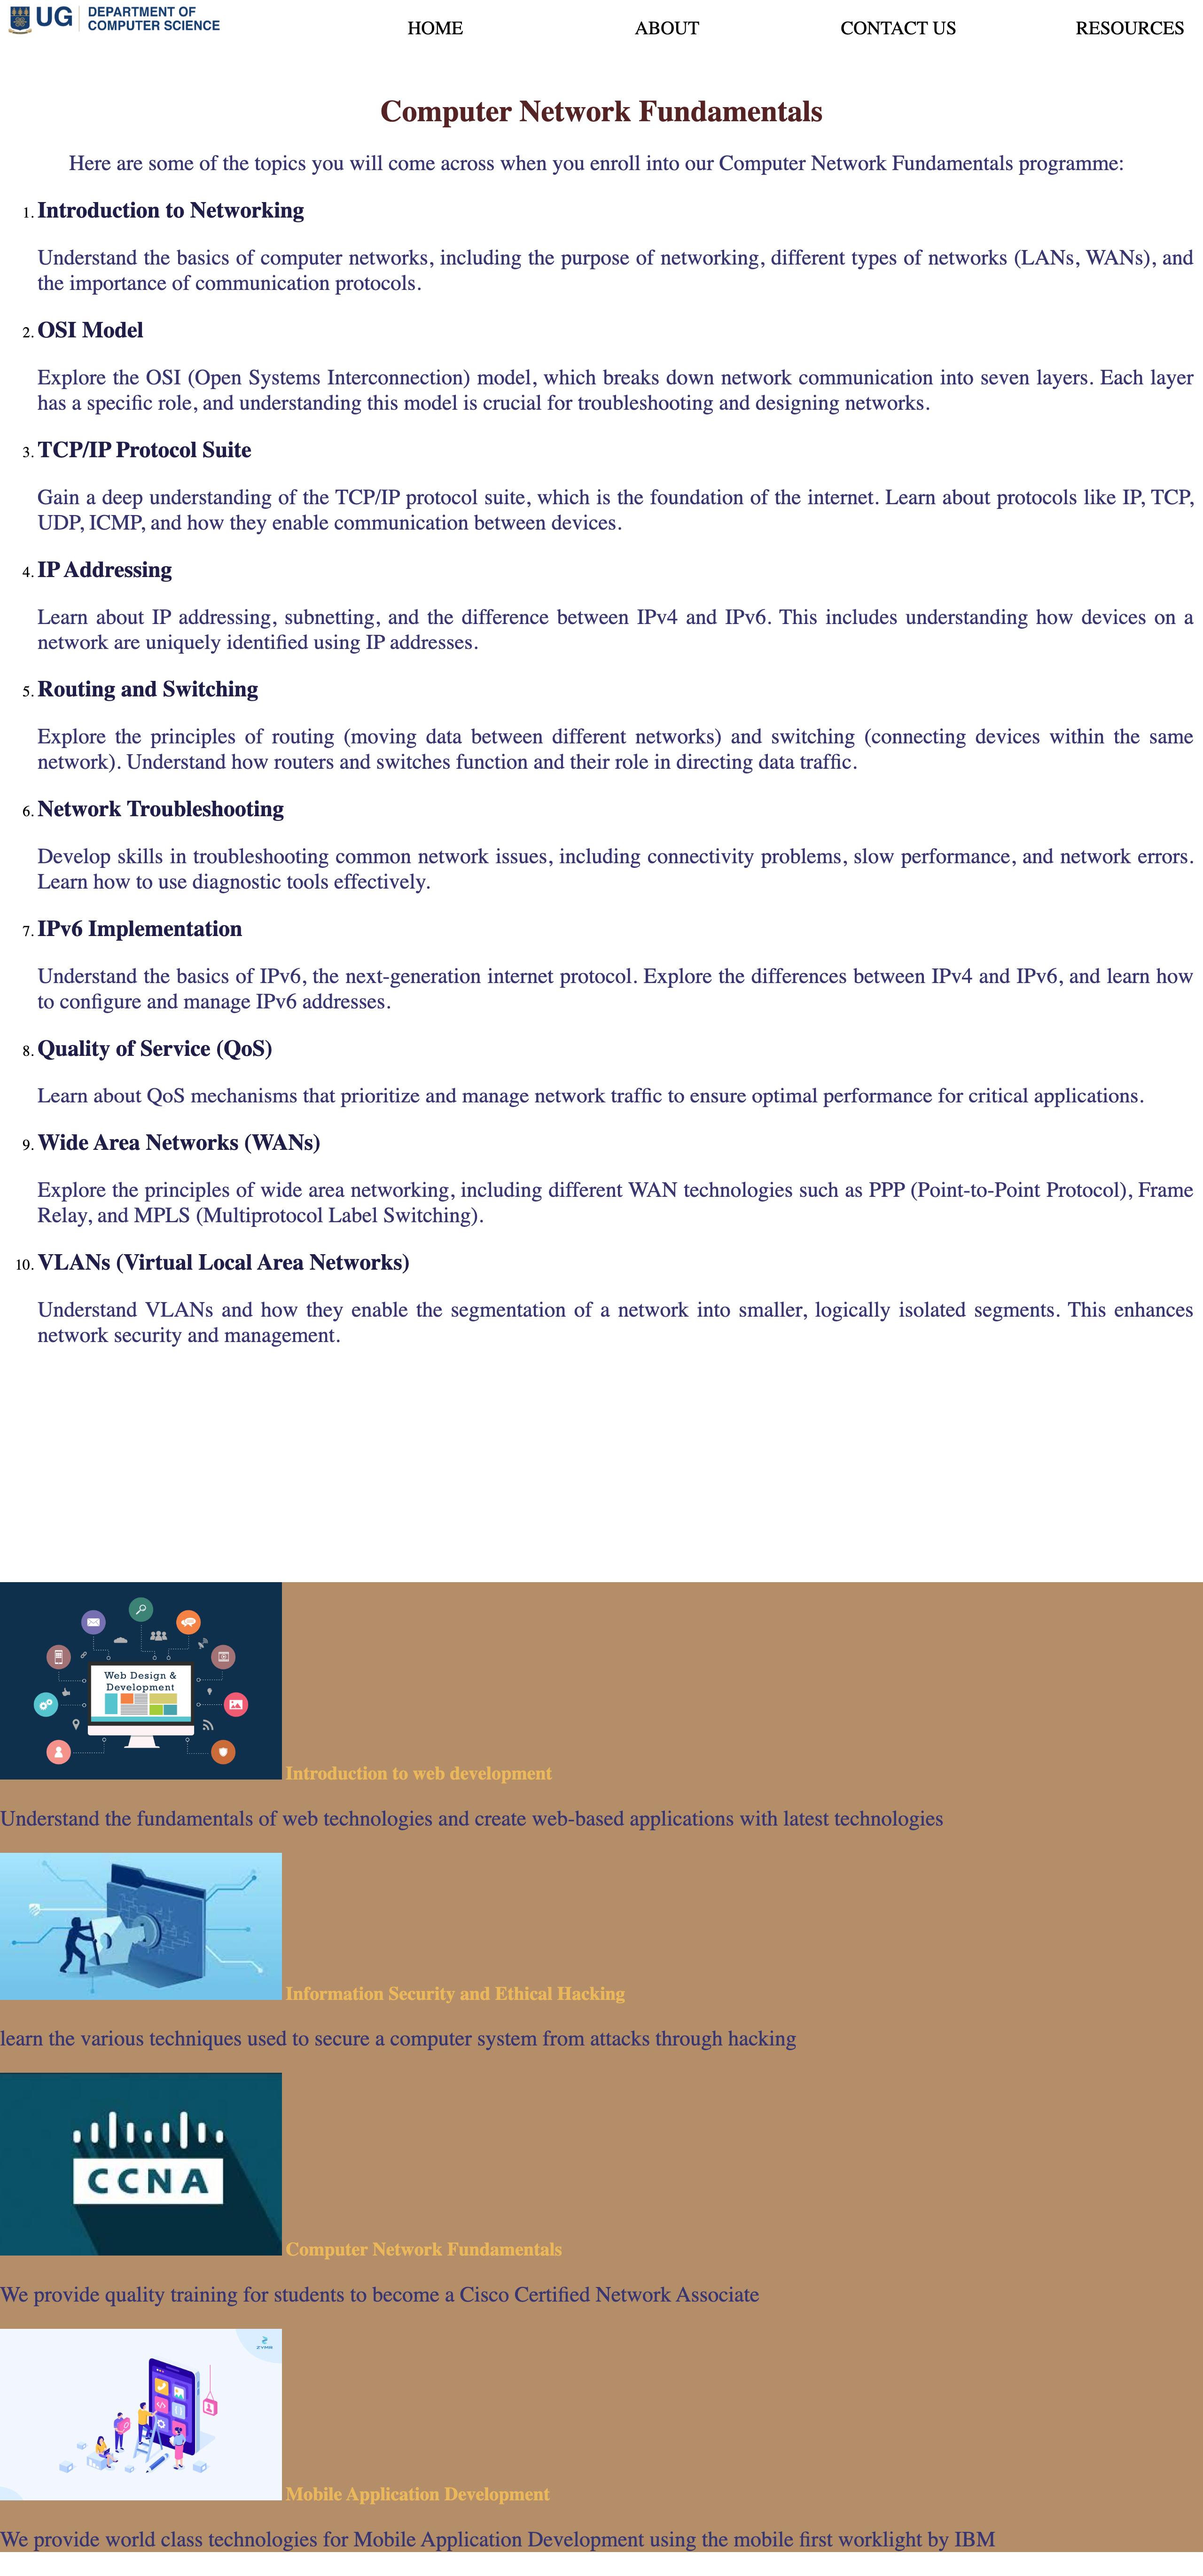 UG DEPARTMENT OF
COMPUTER SCIENCE
HOME ABOUT CONTACT US RESOURCES
Computer Network Fundamentals
Here are some of the topics you will come across when you enroll into our Computer Network Fundamentals programme:
1. Introduction to Networking
Understand the basics of computer networks, including the purpose of networking, different types of networks (LANs, WANs), and
the importance of communication protocols.
2. OSI Model
Explore the OSI (Open Systems Interconnection) model, which breaks down network communication into seven layers. Each layer
has a specific role, and understanding this model is crucial for troubleshooting and designing networks.
3. TCP/IP Protocol Suite
Gain a deep understanding of the TCP/IP protocol suite, which is the foundation of the internet. Learn about protocols like IP, TCP,
UDP, ICMP, and how they enable communication between devices.
4. IP Addressing
Learn about IP addressing, subnetting, and the difference between IPv4 and IPv6. This includes understanding how devices on a
network are uniquely identified using IP addresses.
5. Routing and Switching
Explore the principles of routing (moving data between different networks) and switching (connecting devices within the same
network). Understand how routers and switches function and their role in directing data traffic.
6. Network Troubleshooting
Develop skills in troubleshooting common network issues, including connectivity problems, slow performance, and network errors.
Learn how to use diagnostic tools effectively.
7. IPv6 Implementation
Understand the basics of IPv6, the next-generation internet protocol. Explore the differences between IPv4 and IPv6, and learn how
to configure and manage IPv6 addresses.
8. Quality of Service (QoS)
Learn about QoS mechanisms that prioritize and manage network traffic to ensure optimal performance for critical applications.
9. Wide Area Networks (WANs)
Explore the principles of wide area networking, including different WAN technologies such as PPP (Point-to-Point Protocol), Frame
Relay, and MPLS (Multiprotocol Label Switching).
10. VLANs (Virtual Local Area Networks)
Understand VLANs and how they enable the segmentation of a network into smaller, logically isolated segments. This enhances
network security and management.
Web Design &
Development
Introduction to web development
Understand the fundamentals of web technologies and create web-based applications with latest technologies
Information Security and Ethical Hacking
learn the various techniques used to secure a computer system from attacks through hacking
CCNA
Computer Network Fundamentals
We provide quality training for students to become a Cisco Certified Network Associate
Mobile Application Development
We provide world class technologies for Mobile Application Development using the mobile first worklight by IBM